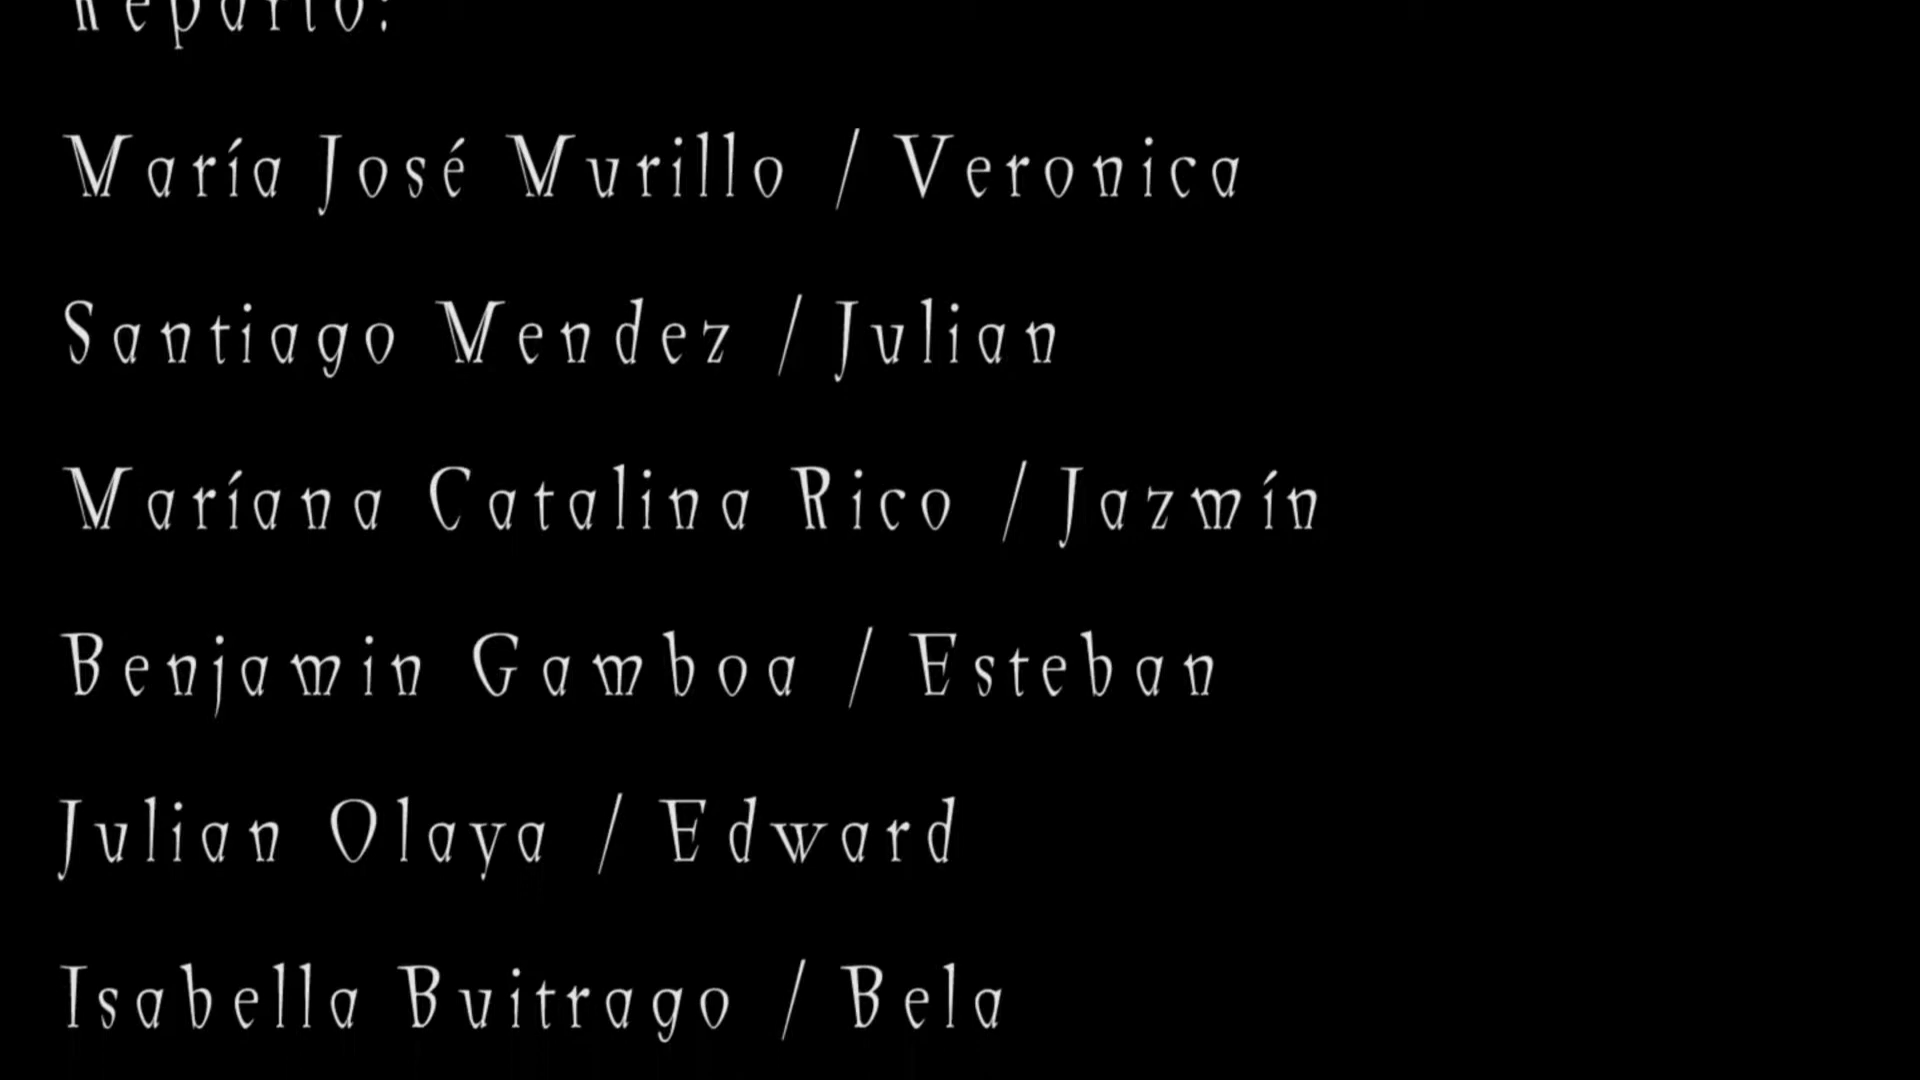 Reparto:
María José Murillo / Veronica
Santiago Mendez / Julian
Maríana Catalina Rico / Jazmín
Benjamin Gamboa / Esteban
Julian Olaya / Edward
Isabella Buitrago / Bela